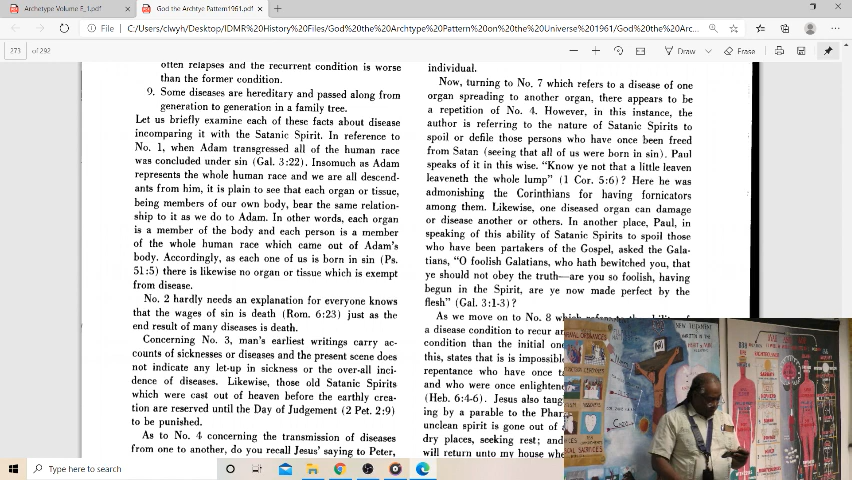 Archetype Volume F_1.pdf
God the Archtye Pattern1961.pdf
File
C:/Users/clwyh/Desktop/IDMR%20History%20Files/God%20the%20Archtype%20Pattern%20on%20the%20Universe%201961/God%20the%20Arc...
273 of 292
Draw
Erase
often relapses and the recurrent condition is worse
than the former condition.
9. Some diseases are hereditary and passed along from
generation to generation in a family tree.
Let us briefly examine each of these facts about disease
incomparing it with the Satanic Spirit. In reference to
No. 1, when Adam transgressed all of the human race
was concluded under sin (Gal. 3:22). Insomuch as Adam
represents the whole human race and we are all descend-
ants from him, it is plain to see that each organ or tissue,
being members of our own body, bear the same relation-
ship to it as we do to Adam. In other words, each organ
is a member of the body and each person is a member
of the whole human race which came out of Adam's
body. Accordingly, as each one of us is born in sin (Ps.
51:5) there is likewise no organ or tissue which is exempt
from disease.
No. 2 hardly needs an explanation for everyone knows
that the wages of sin is death (Rom. 6:23) just as the
end result of many diseases is death.
Concerning No. 3, man's earliest writings carry ac-
counts of sicknesses or diseases and the present scene does
not indicate any let-up in sickness or the over-all inci-
dence of diseases. Likewise, those old Satanic Spirits
which were cast out of heaven before the earthly crea-
tion are reserved until the Day of Judgement (2 Pet. 2:9)
to be punished.
As to No. 4 concerning the transmission of diseases
from one to another, do you recall Jesus' saying to Peter,
individual.
Now, turning to No. 7 which refers to a disease of one
organ spreading to another organ, there appears to be
a repetition of No. 4. However, in this instance, the
author is referring to the nature of Satanic Spirits to
spoil or defile those persons who have once been freed
from Satan (seeing that all of us were born in sin). Paul
speaks of it in this wise. "Know ye not that a little leaven
leaveneth the whole lump" (1 Cor. 5:6)? Here he was
admonishing the Corinthians for having fornicators
among them. Likewise, one diseased organ can damage
or disease another or others. In another place, Paul, in
speaking of this ability of Satanic Spirits to spoil those
who have been partakers of the Gospel, asked the Gala-
tians, "O foolish Galatians, who hath bewitched you, that
ye should not obey the truth—are you so foolish, having
begun in the Spirit, are ye now made perfect by the
flesh" (Gal. 3:1-3)?
As we move on to No. 8 which
a disease condition to recur an
condition than the initial one
this, states that is is impossible
repentance who have once ta
and who were once enlightene
(Heb. 6:4-6). Jesus also taug
ing by a parable to the Phar
unclean spirit is gone out of a
dry places, seeking rest; and
will return unto my house whe
Type here to search